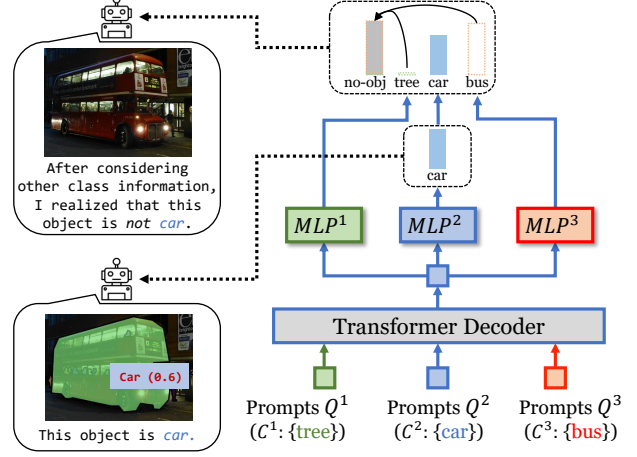 no-obj tree car bus
After considering
other class information,
I realized that this
object is not car.
car
MLP¹ MLP² MLP³
Transformer Decoder
Car (0.6)
This object is car.
Prompts Q¹ Prompts Q² Prompts Q³
(C¹: {tree}) (C²: {car}) (C³: {bus})